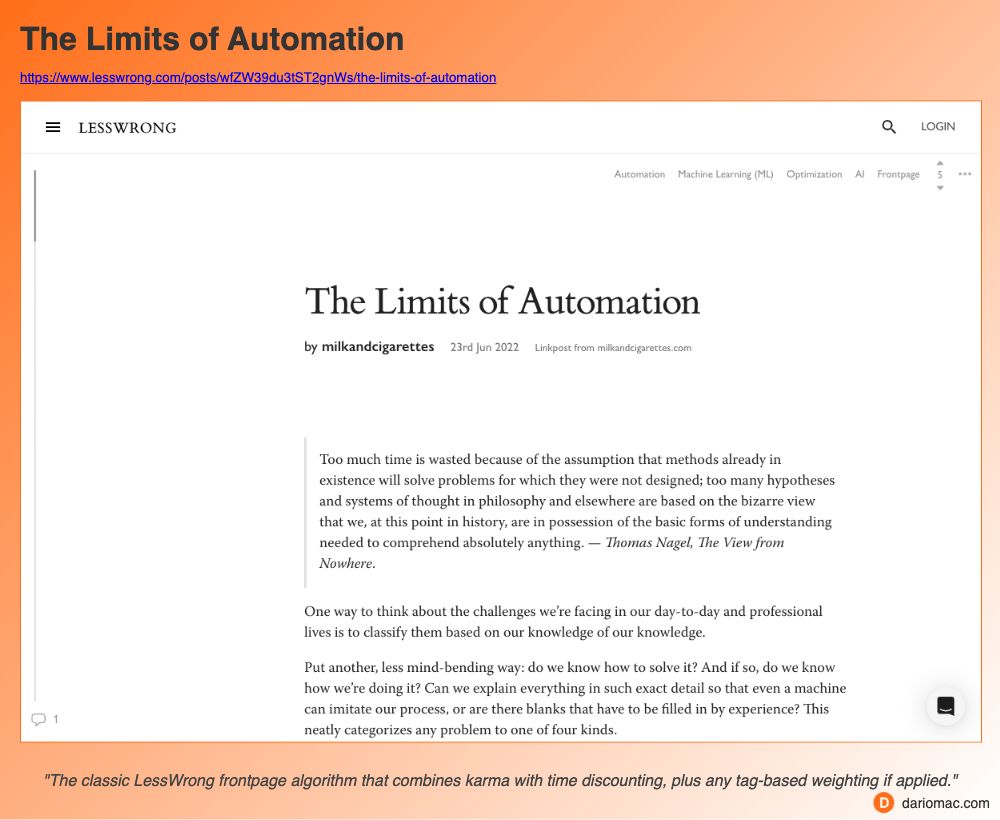 The Limits of Automation
https://www.lesswrong.com/posts/wfZW39du3tST2gnWs/the-limits-of-automation
LESSWRONG
LOGIN
Automation Machine Learning (ML) Optimization AI Frontpage 5
The Limits of Automation
by milkandcigarettes 23rd Jun 2022 Linkpost from milkandcigarettes.com
Too much time is wasted because of the assumption that methods already in
existence will solve problems for which they were not designed; too many hypotheses
and systems of thought in philosophy and elsewhere are based on the bizarre view
that we, at this point in history, are in possession of the basic forms of understanding
needed to comprehend absolutely anything. — Thomas Nagel, The View from
Nowhere.
One way to think about the challenges we're facing in our day-to-day and professional
lives is to classify them based on our knowledge of our knowledge.
Put another, less mind-bending way: do we know how to solve it? And if so, do we know
how we're doing it? Can we explain everything in such exact detail so that even a machine
can imitate our process, or are there blanks that have to be filled in by experience? This
neatly categorizes any problem to one of four kinds.
1
"The classic LessWrong frontpage algorithm that combines karma with time discounting, plus any tag-based weighting if applied."
D dariomac.com